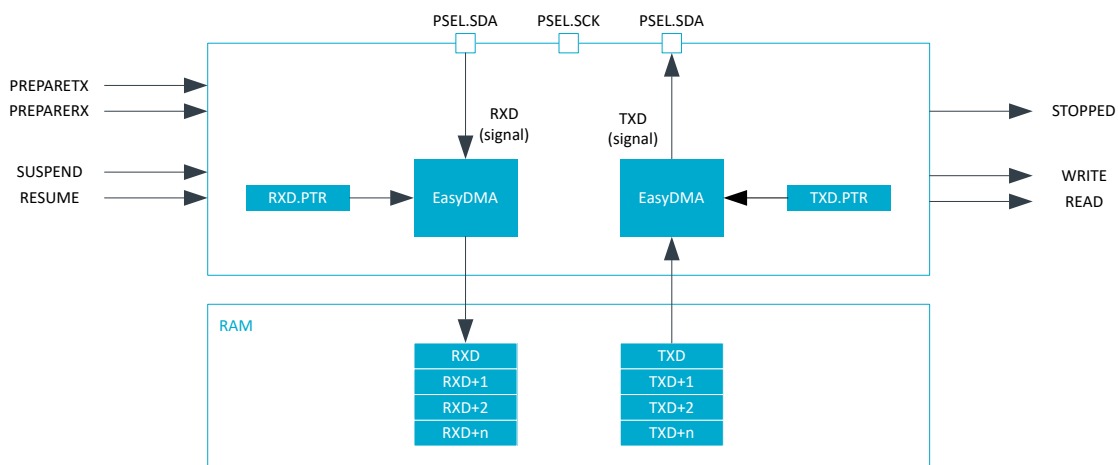 PSEL.SDA
PSEL.SCK
PSEL.SDA
PREPARETX
PREPARERX
SUSPEND
RESUME
RXD
(signal)
TXD
(signal)
STOPPED
WRITE
READ
RXD.PTR
EasyDMA
EasyDMA
TXD.PTR
RAM
RXD
RXD+1
RXD+2
RXD+n
TXD
TXD+1
TXD+2
TXD+n